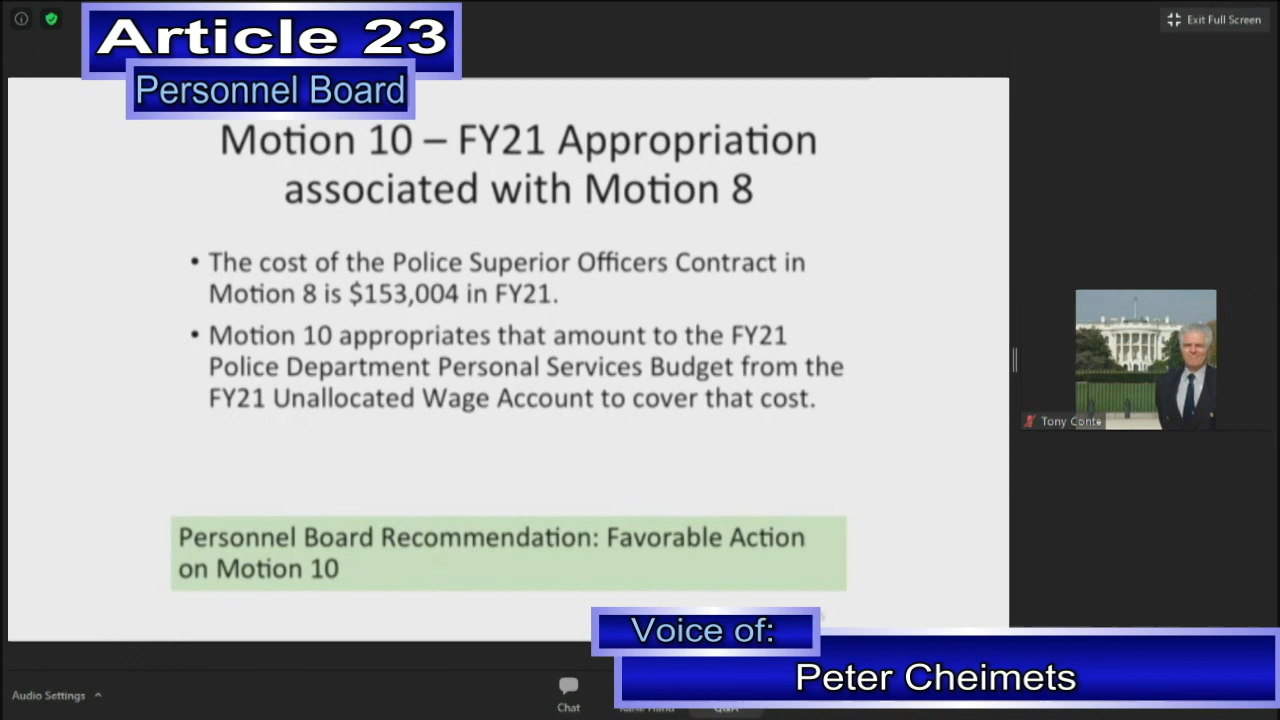 Article 23
Personnel Board
Exit Full Screen
Motion 10 – FY21 Appropriation
associated with Motion 8
• The cost of the Police Superior Officers Contract in
Motion 8 is $153,004 in FY21.
• Motion 10 appropriates that amount to the FY21
Police Department Personal Services Budget from the
FY21 Unallocated Wage Account to cover that cost.
Personnel Board Recommendation: Favorable Action
on Motion 10
Tony Conte
Voice of:
Peter Cheimets
Audio Settings
Chat